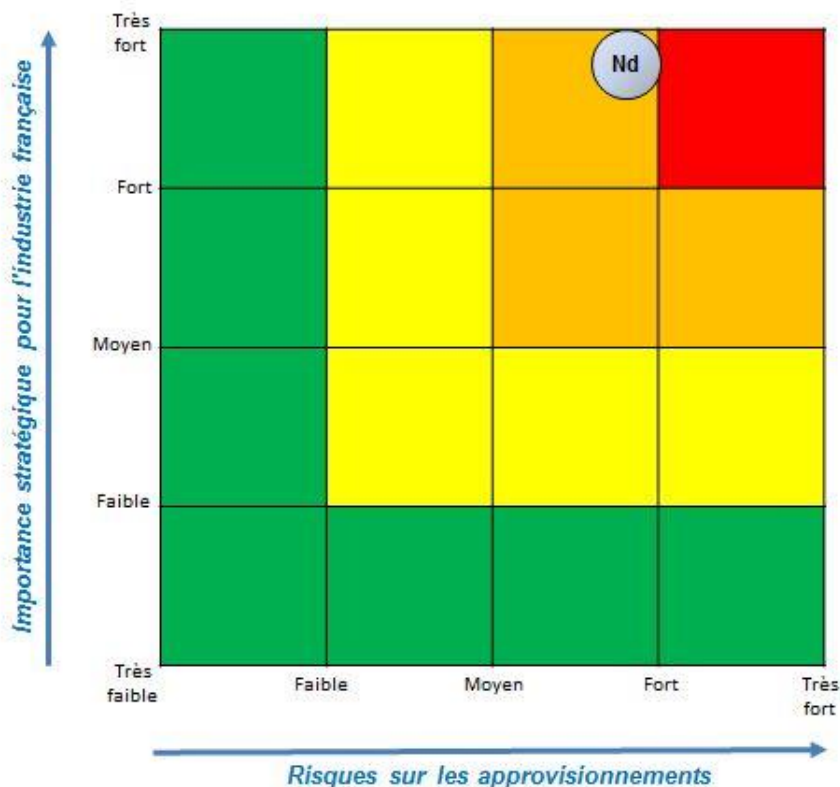 Très
fort
Fort
Moyen
Faible
Très
faible
Importance stratégique pour l'industrie française
Nd
Faible
Moyen
Fort
Très
fort
Risques sur les approvisionnements